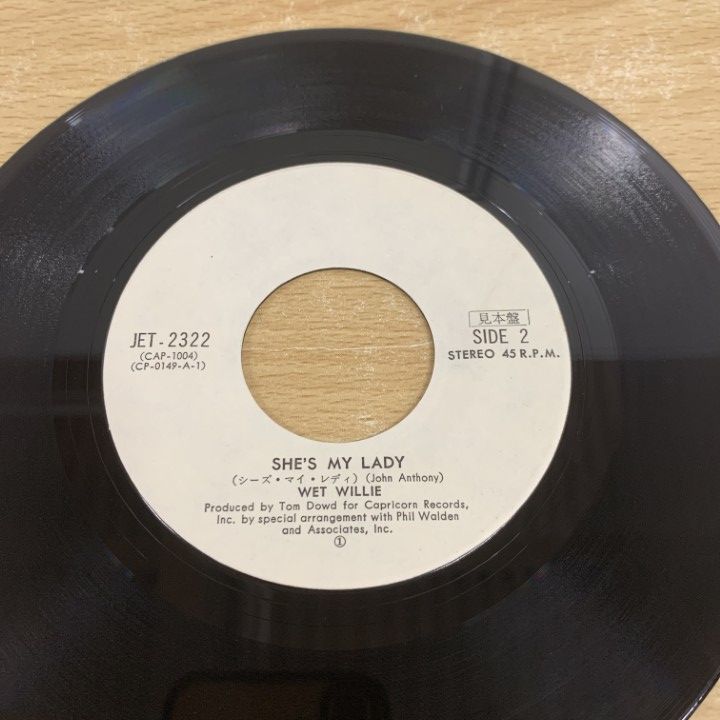 JET-2322
(CAP-1004)
(CP-0149-A-1)
見本盤
SIDE 2
STEREO 45 R.P.M.
SHE'S MY LADY
(シーズ・マイ・レディ) (John Anthony)
WET WILLIE
Produced by Tom Dowd for Capricorn Records,
Inc. by special arrangement with Phil Walden
and Associates, Inc.
①